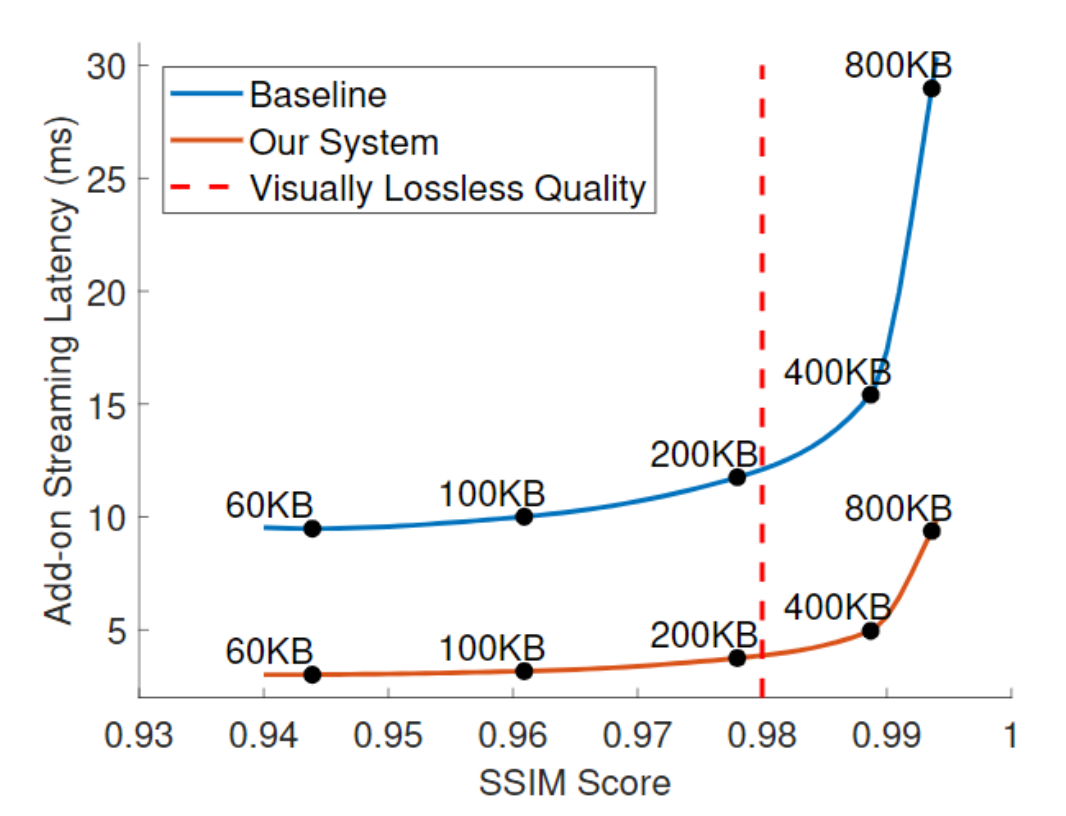 30
25
20
15
10
5
Add-on Streaming Latency (ms)
Baseline
Our System
Visually Lossless Quality
800KB
400KB
200KB
100KB
60KB
800KB
400KB
200KB
100KB
60KB
0.93 0.94 0.95 0.96 0.97 0.98 0.99 1
SSIM Score